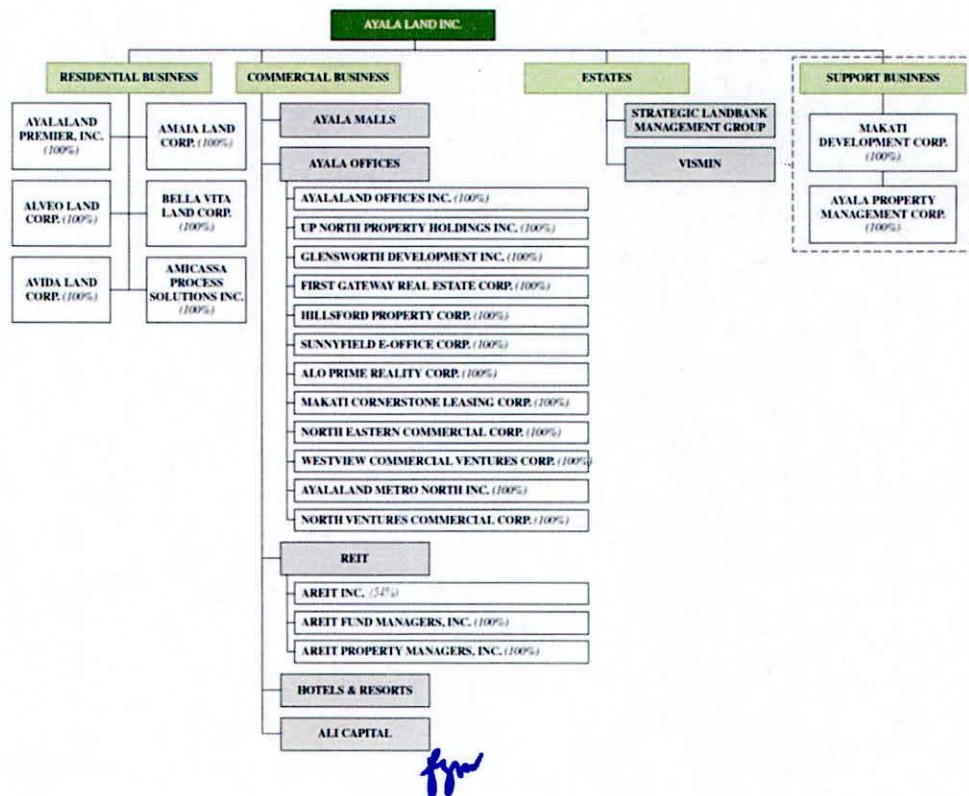 AYALA LAND INC.
RESIDENTIAL BUSINESS
AYALALAND
PREMIER, INC.
(100%)
AMAIA LAND
CORP. (100%)
ALVEO LAND
CORP. (100%)
BELLA VITA
LAND CORP.
(100%)
AVIDA LAND
CORP. (100%)
AMICASSA
PROCESS
SOLUTIONS INC.
(100%)
COMMERCIAL BUSINESS
AYALA MALLS
AYALA OFFICES
AYALALAND OFFICES INC. (100%)
UP NORTH PROPERTY HOLDINGS INC. (100%)
GLENSWORTH DEVELOPMENT INC. (100%)
FIRST GATEWAY REAL ESTATE CORP. (100%)
HILLSFORD PROPERTY CORP. (100%)
SUNNYFIELD E-OFFICE CORP. (100%)
ALO PRIME REALITY CORP. (100%)
MAKATI CORNERSTONE LEASING CORP. (100%)
NORTH EASTERN COMMERCIAL CORP. (100%)
WESTVIEW COMMERCIAL VENTURES CORP. (100%)
AYALALAND METRO NORTH INC. (100%)
NORTH VENTURES COMMERCIAL CORP. (100%)
REIT
AREIT INC. (54%)
AREIT FUND MANAGERS, INC. (100%)
AREIT PROPERTY MANAGERS, INC. (100%)
HOTELS & RESORTS
ALI CAPITAL
ESTATES
STRATEGIC LANDBANK
MANAGEMENT GROUP
VISMIN
SUPPORT BUSINESS
MAKATI
DEVELOPMENT CORP.
(100%)
AYALA PROPERTY
MANAGEMENT CORP.
(100%)